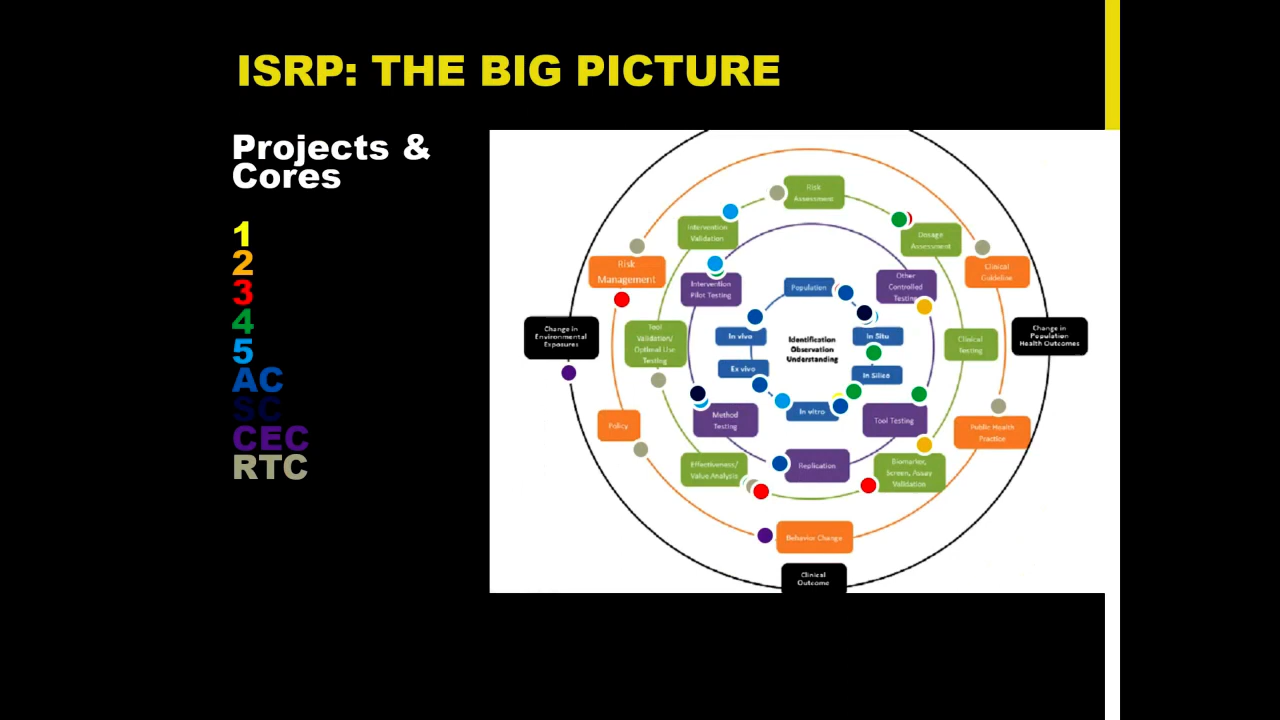 ISRP: THE BIG PICTURE
Projects &
Cores
1
2
3
4
5
AC
SC
CEC
RTC
Risk
Assessment
Intervention
Validation
Dosage
Assessment
Risk
Management
Clinical
Guideline
Intervention
Pilot Testing
Population
Other
Controlled
Testing
Change in
Environmental
Exposures
Tool
Validation/
Optimal Use
Testing
In vivo
Identification
Observation
Understanding
In Situ
Clinical
Testing
Change in
Population
Health Outcomes
Ex vivo
In Silico
Policy
Method
Testing
In vitro
Tool Testing
Public Health
Practice
Effectiveness/
Value Analysis
Replication
Biomarker,
Screen, Assay
Validation
Behavior Change
Clinical
Outcome